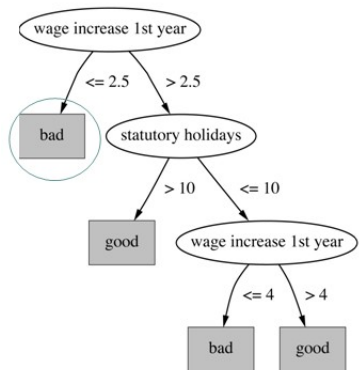 wage increase 1st year
<= 2.5
> 2.5
bad
statutory holidays
> 10
<= 10
good
wage increase 1st year
<= 4
> 4
bad
good